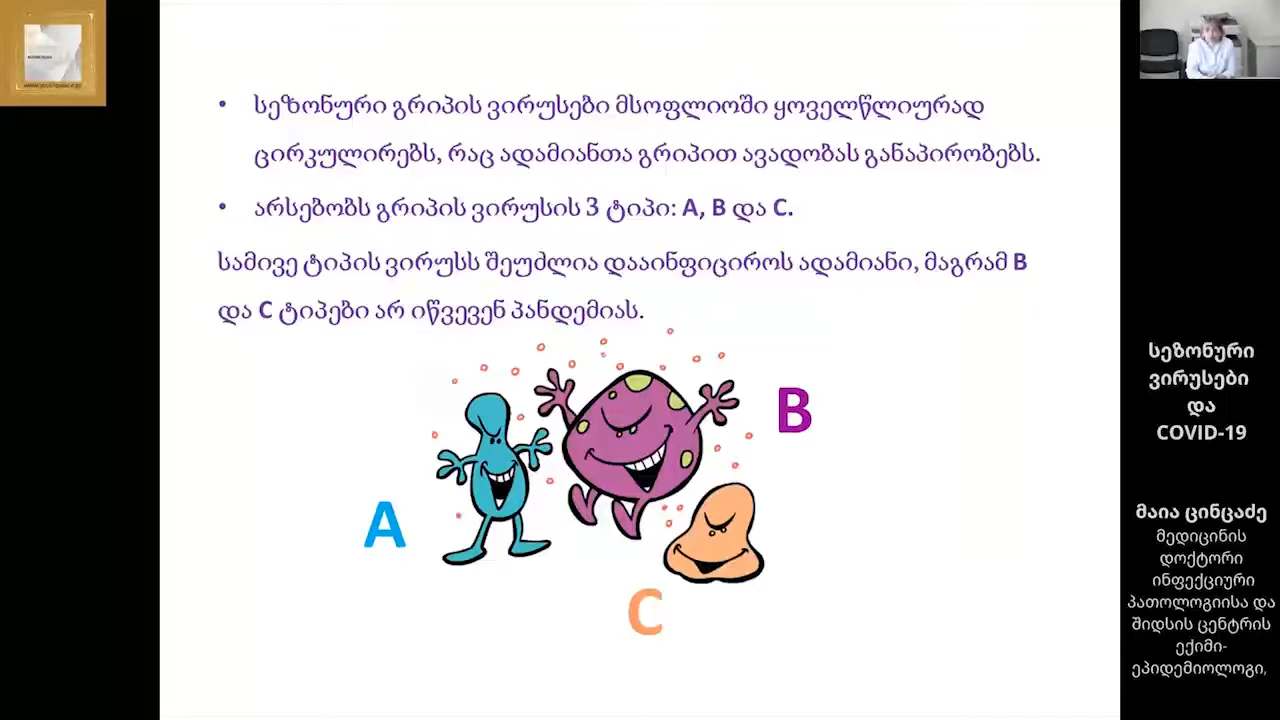 • სეზონური გრიპის ვირუსები მსოფლიოში ყოველწლიურად
ცირკულირებს, რაც ადამიანთა გრიპით ავადობას განაპირობებს.
• არსებობს გრიპის ვირუსის 3 ტიპი: A, B და C.
სამივე ტიპის ვირუსს შეუძლია დააინფიციროს ადამიანი, მაგრამ B
და C ტიპები არ იწვევენ პანდემიას.
A
B
C
სეზონური
ვირუსები
და
COVID-19
მაია ცინცაძე
მედიცინის
დოქტორი
ინფექციური
პათოლოგიისა და
შიდსის ცენტრის
ექიმი-
ეპიდემიოლოგი,